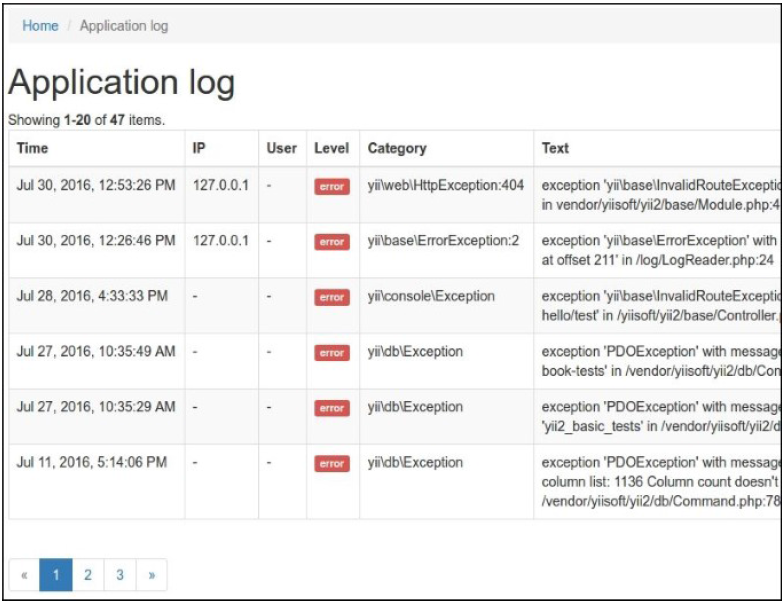 Home / Application log
Application log
Showing 1-20 of 47 items.
Time IP User Level Category Text
Jul 30, 2016, 12:53:26 PM 127.0.0.1 - error yii\web\HttpException:404 exception 'yii\base\InvalidRouteExceptic
in vendor/yiisoft/yii2/base/Module.php:4
Jul 30, 2016, 12:26:46 PM 127.0.0.1 - error yii\base\ErrorException:2 exception 'yii\base\ErrorException' with
at offset 211' in /log/LogReader.php:24
Jul 28, 2016, 4:33:33 PM - - error yii\console\Exception exception 'yii\base\InvalidRouteExceptic
hello/test' in /yiisoft/yii2/base/Controller.
Jul 27, 2016, 10:35:49 AM - - error yii\db\Exception exception 'PDOException' with message
book-tests' in /vendor/yiisoft/yii2/db/Con
Jul 27, 2016, 10:35:29 AM - - error yii\db\Exception exception 'PDOException' with message
'yii2_basic_tests' in /vendor/yiisoft/yii2/d
Jul 11, 2016, 5:14:06 PM - - error yii\db\Exception exception 'PDOException' with message
column list: 1136 Column count doesn't
/vendor/yiisoft/yii2/db/Command.php:78
« 1 2 3 »